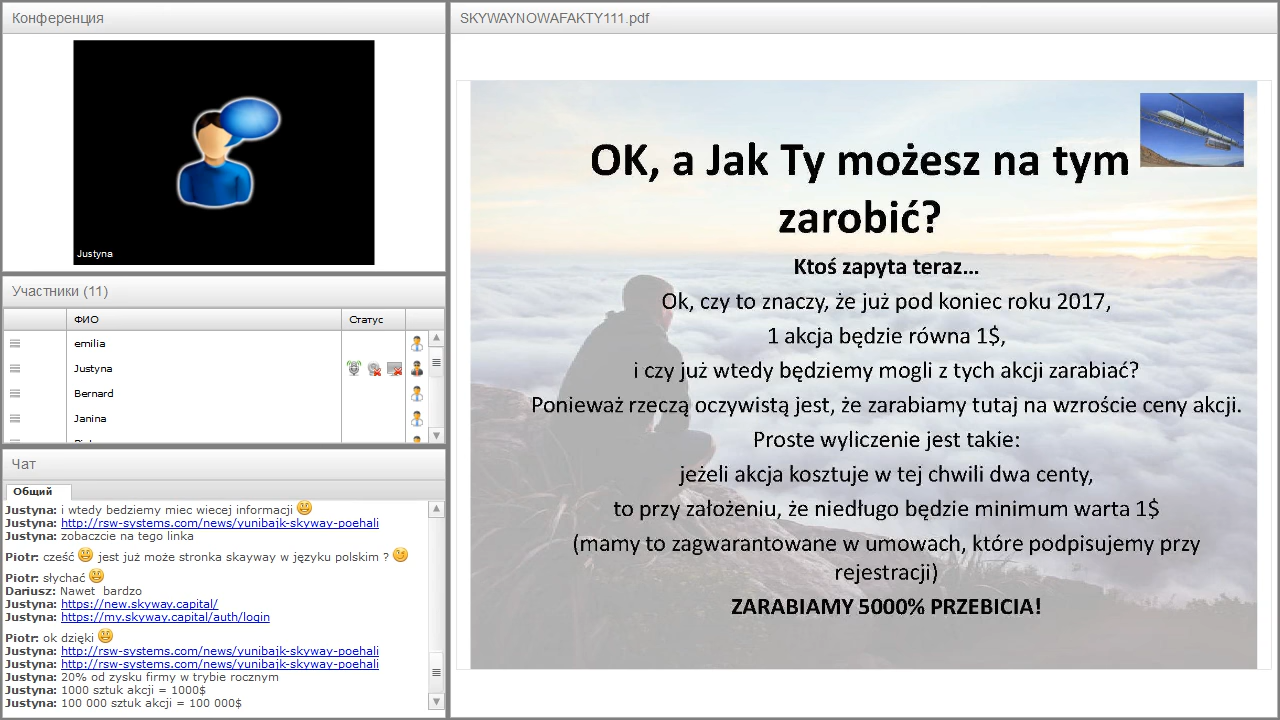 Конференция
Justyna
Участники (11)
ФИО
Статус
emilia
Justyna
Bernard
Janina
Чат
Общий
Justyna: i wtedy bedziemy miec wiecej informacji
Justyna: http://rsw-systems.com/news/yunibajk-skyway-poehali
Justyna: zobaczcie na tego linka
Piotr: cześć jest już może stronka skayway w języku polskim ?
Piotr: słychać
Dariusz: Nawet bardzo
Justyna: https://new.skyway.capital/
Justyna: https://my.skyway.capital/auth/login
Piotr: ok dzięki
Justyna: http://rsw-systems.com/news/yunibajk-skyway-poehali
Justyna: http://rsw-systems.com/news/yunibajk-skyway-poehali
Justyna: 20% od zysku firmy w trybie rocznym
Justyna: 1000 sztuk akcji = 1000$
Justyna: 100 000 sztuk akcji = 100 000$
SKYWAYNOWAFAKTY111.pdf
OK, a Jak Ty możesz na tym
zarobić?
Ktoś zapyta teraz...
Ok, czy to znaczy, że już pod koniec roku 2017,
1 akcja będzie równa 1$,
i czy już wtedy będziemy mogli z tych akcji zarabiać?
Ponieważ rzeczą oczywistą jest, że zarabiamy tutaj na wzroście ceny akcji.
Proste wyliczenie jest takie:
jeżeli akcja kosztuje w tej chwili dwa centy,
to przy założeniu, że niedługo będzie minimum warta 1$
(mamy to zagwarantowane w umowach, które podpisujemy przy
rejestracji)
ZARABIAMY 5000% PRZEBICIA!